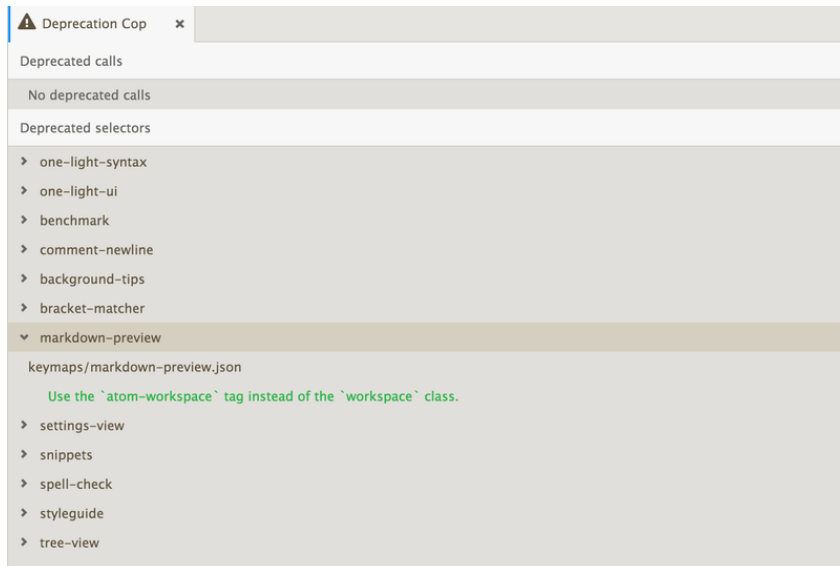 Deprecation Cop
Deprecated calls
No deprecated calls
Deprecated selectors
one-light-syntax
one-light-ui
benchmark
comment-newline
background-tips
bracket-matcher
markdown-preview
keymaps/markdown-preview.json
Use the `atom-workspace` tag instead of the `workspace` class.
settings-view
snippets
spell-check
styleguide
tree-view